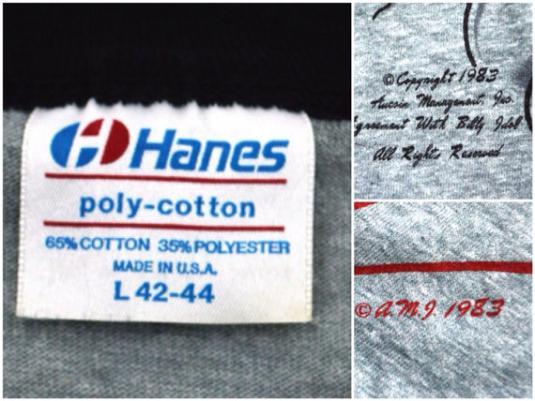 Hanes
poly-cotton
65% COTTON 35% POLYESTER
MADE IN U.S.A.
L 42-44
© Copyright 1983
Aucoin Management, Inc.
greement With Billy Idol
All Rights Reserved
© A.M.I. 1983